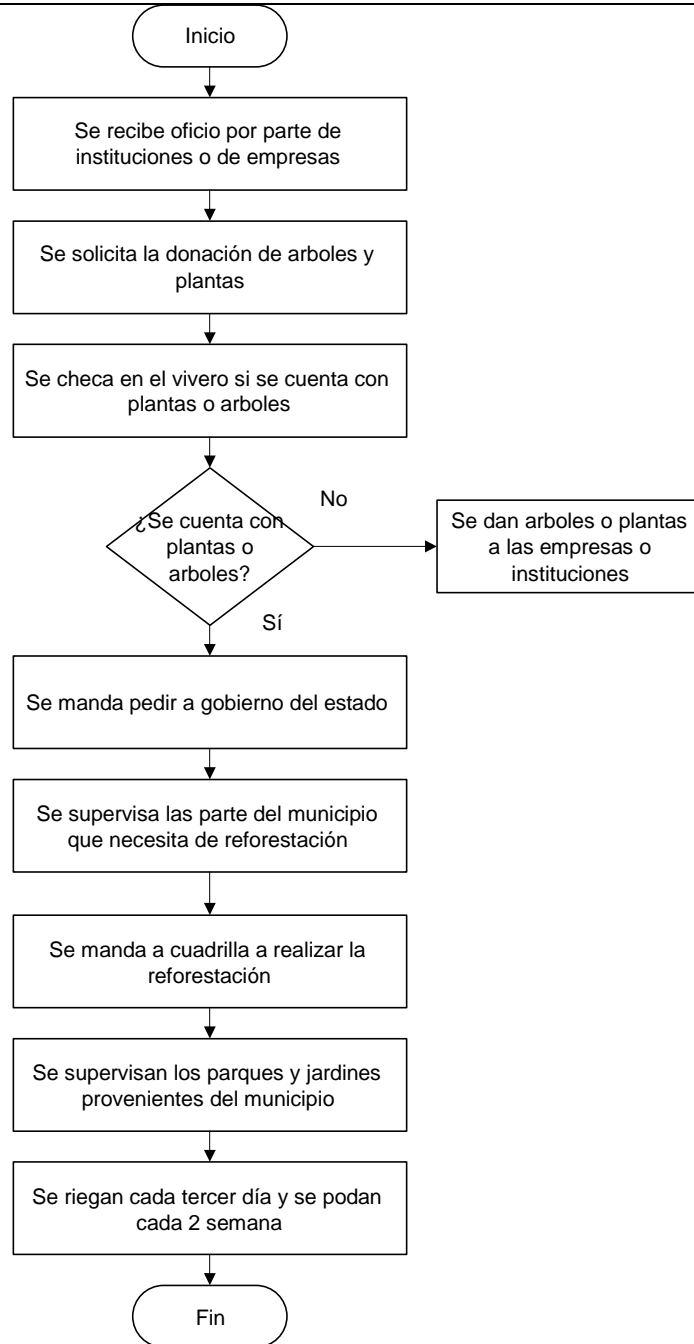 Inicio
Se recibe oficio por parte de
instituciones o de empresas
Se solicita la donación de arboles y
plantas
Se checa en el vivero si se cuenta con
plantas o arboles
¿Se cuenta con
plantas o
arboles?
No
Se dan arboles o plantas
a las empresas o
instituciones
Sí
Se manda pedir a gobierno del estado
Se supervisa las parte del municipio
que necesita de reforestación
Se manda a cuadrilla a realizar la
reforestación
Se supervisan los parques y jardines
provenientes del municipio
Se riegan cada tercer día y se podan
cada 2 semana
Fin